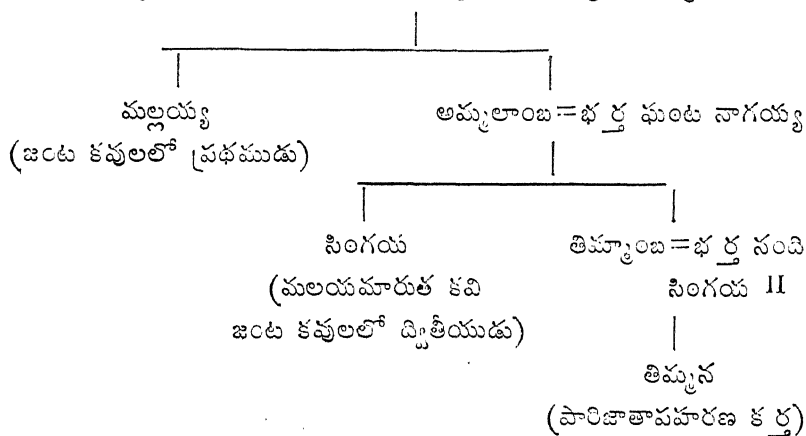 మల్లయ్య అమ్మలాంబ=భర్త ఘంట నాగయ్య
(జంట కవులలో ప్రథముడు)
సింగయ తిమ్మాంబ=భర్త నంది
(మలయమారుత కవి సింగయ II
జంట కవులలో ద్వితీయుడు)
తిమ్మన
(పారిజాతాపహరణ కర్త)